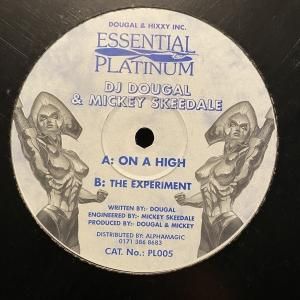 DOUGAL & HIXXY INC.
ESSENTIAL
PLATINUM
DJ DOUGAL
& MICKEY SKEEDALE
A: ON A HIGH
B: THE EXPERIMENT
WRITTEN BY:- DOUGAL
ENGINEERED BY:- MICKEY SKEEDALE
PRODUCED BY:- DOUGAL & MICKEY
DISTRIBUTED BY: ALPHAMAGIC
0171 366 8683
CAT. No.: PL005